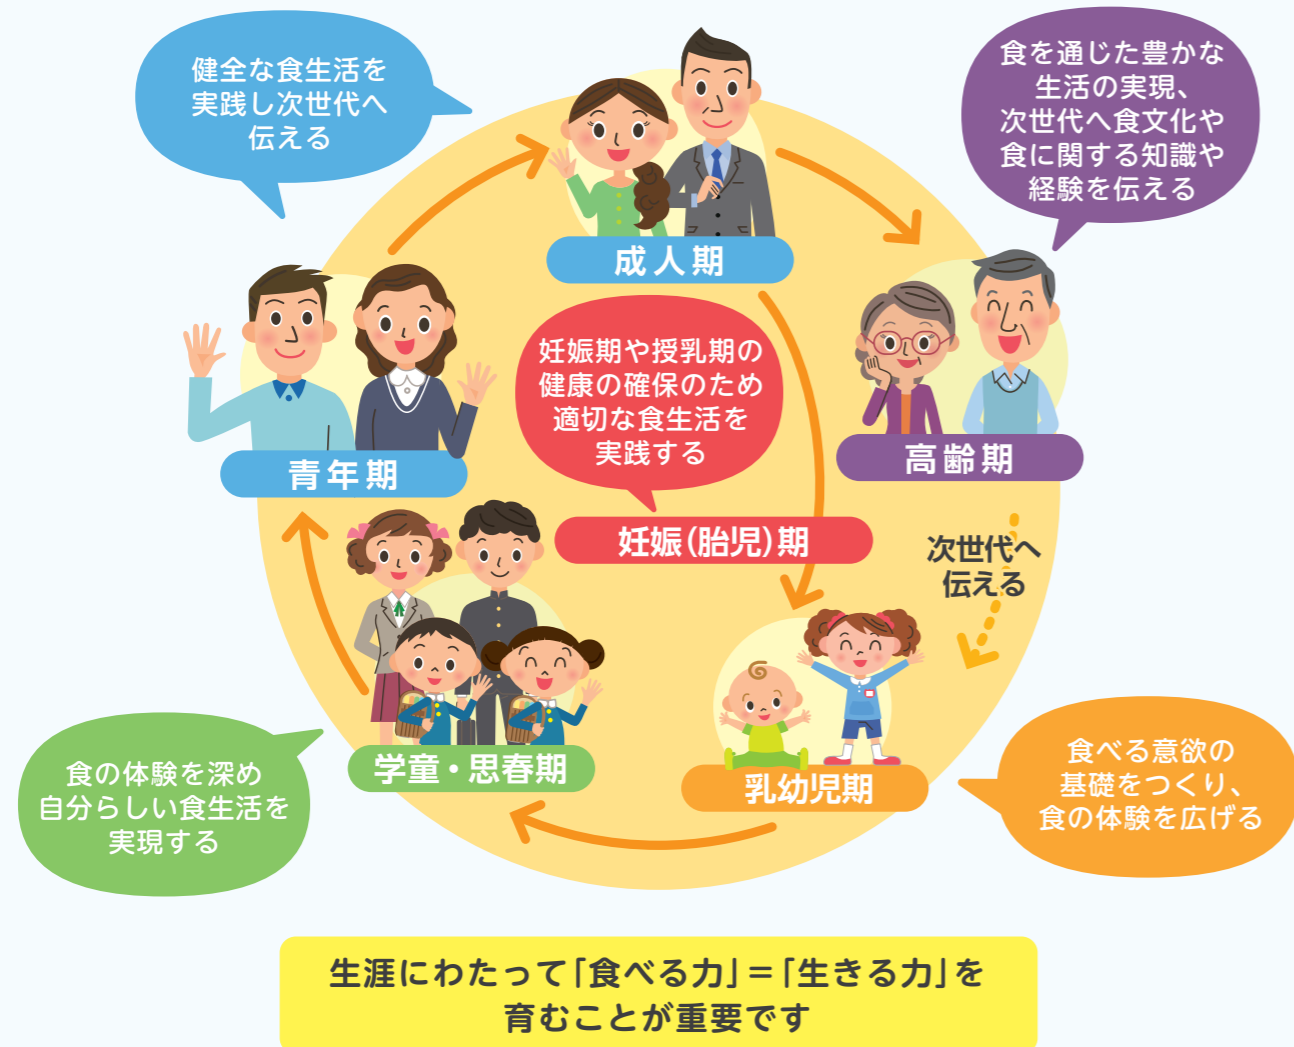 健全な食生活を
実践し次世代へ
伝える
食を通じた豊かな
生活の実現、
次世代へ食文化や
食に関する知識や
経験を伝える
成人期
妊娠期や授乳期の
健康の確保のため
適切な食生活を
実践する
青年期
高齢期
妊娠(胎児)期
次世代へ
伝える
学童・思春期
乳幼児期
食の体験を深め
自分らしい食生活を
実現する
食べる意欲の
基礎をつくり、
食の体験を広げる
生涯にわたって「食べる力」=「生きる力」を
育むことが重要です